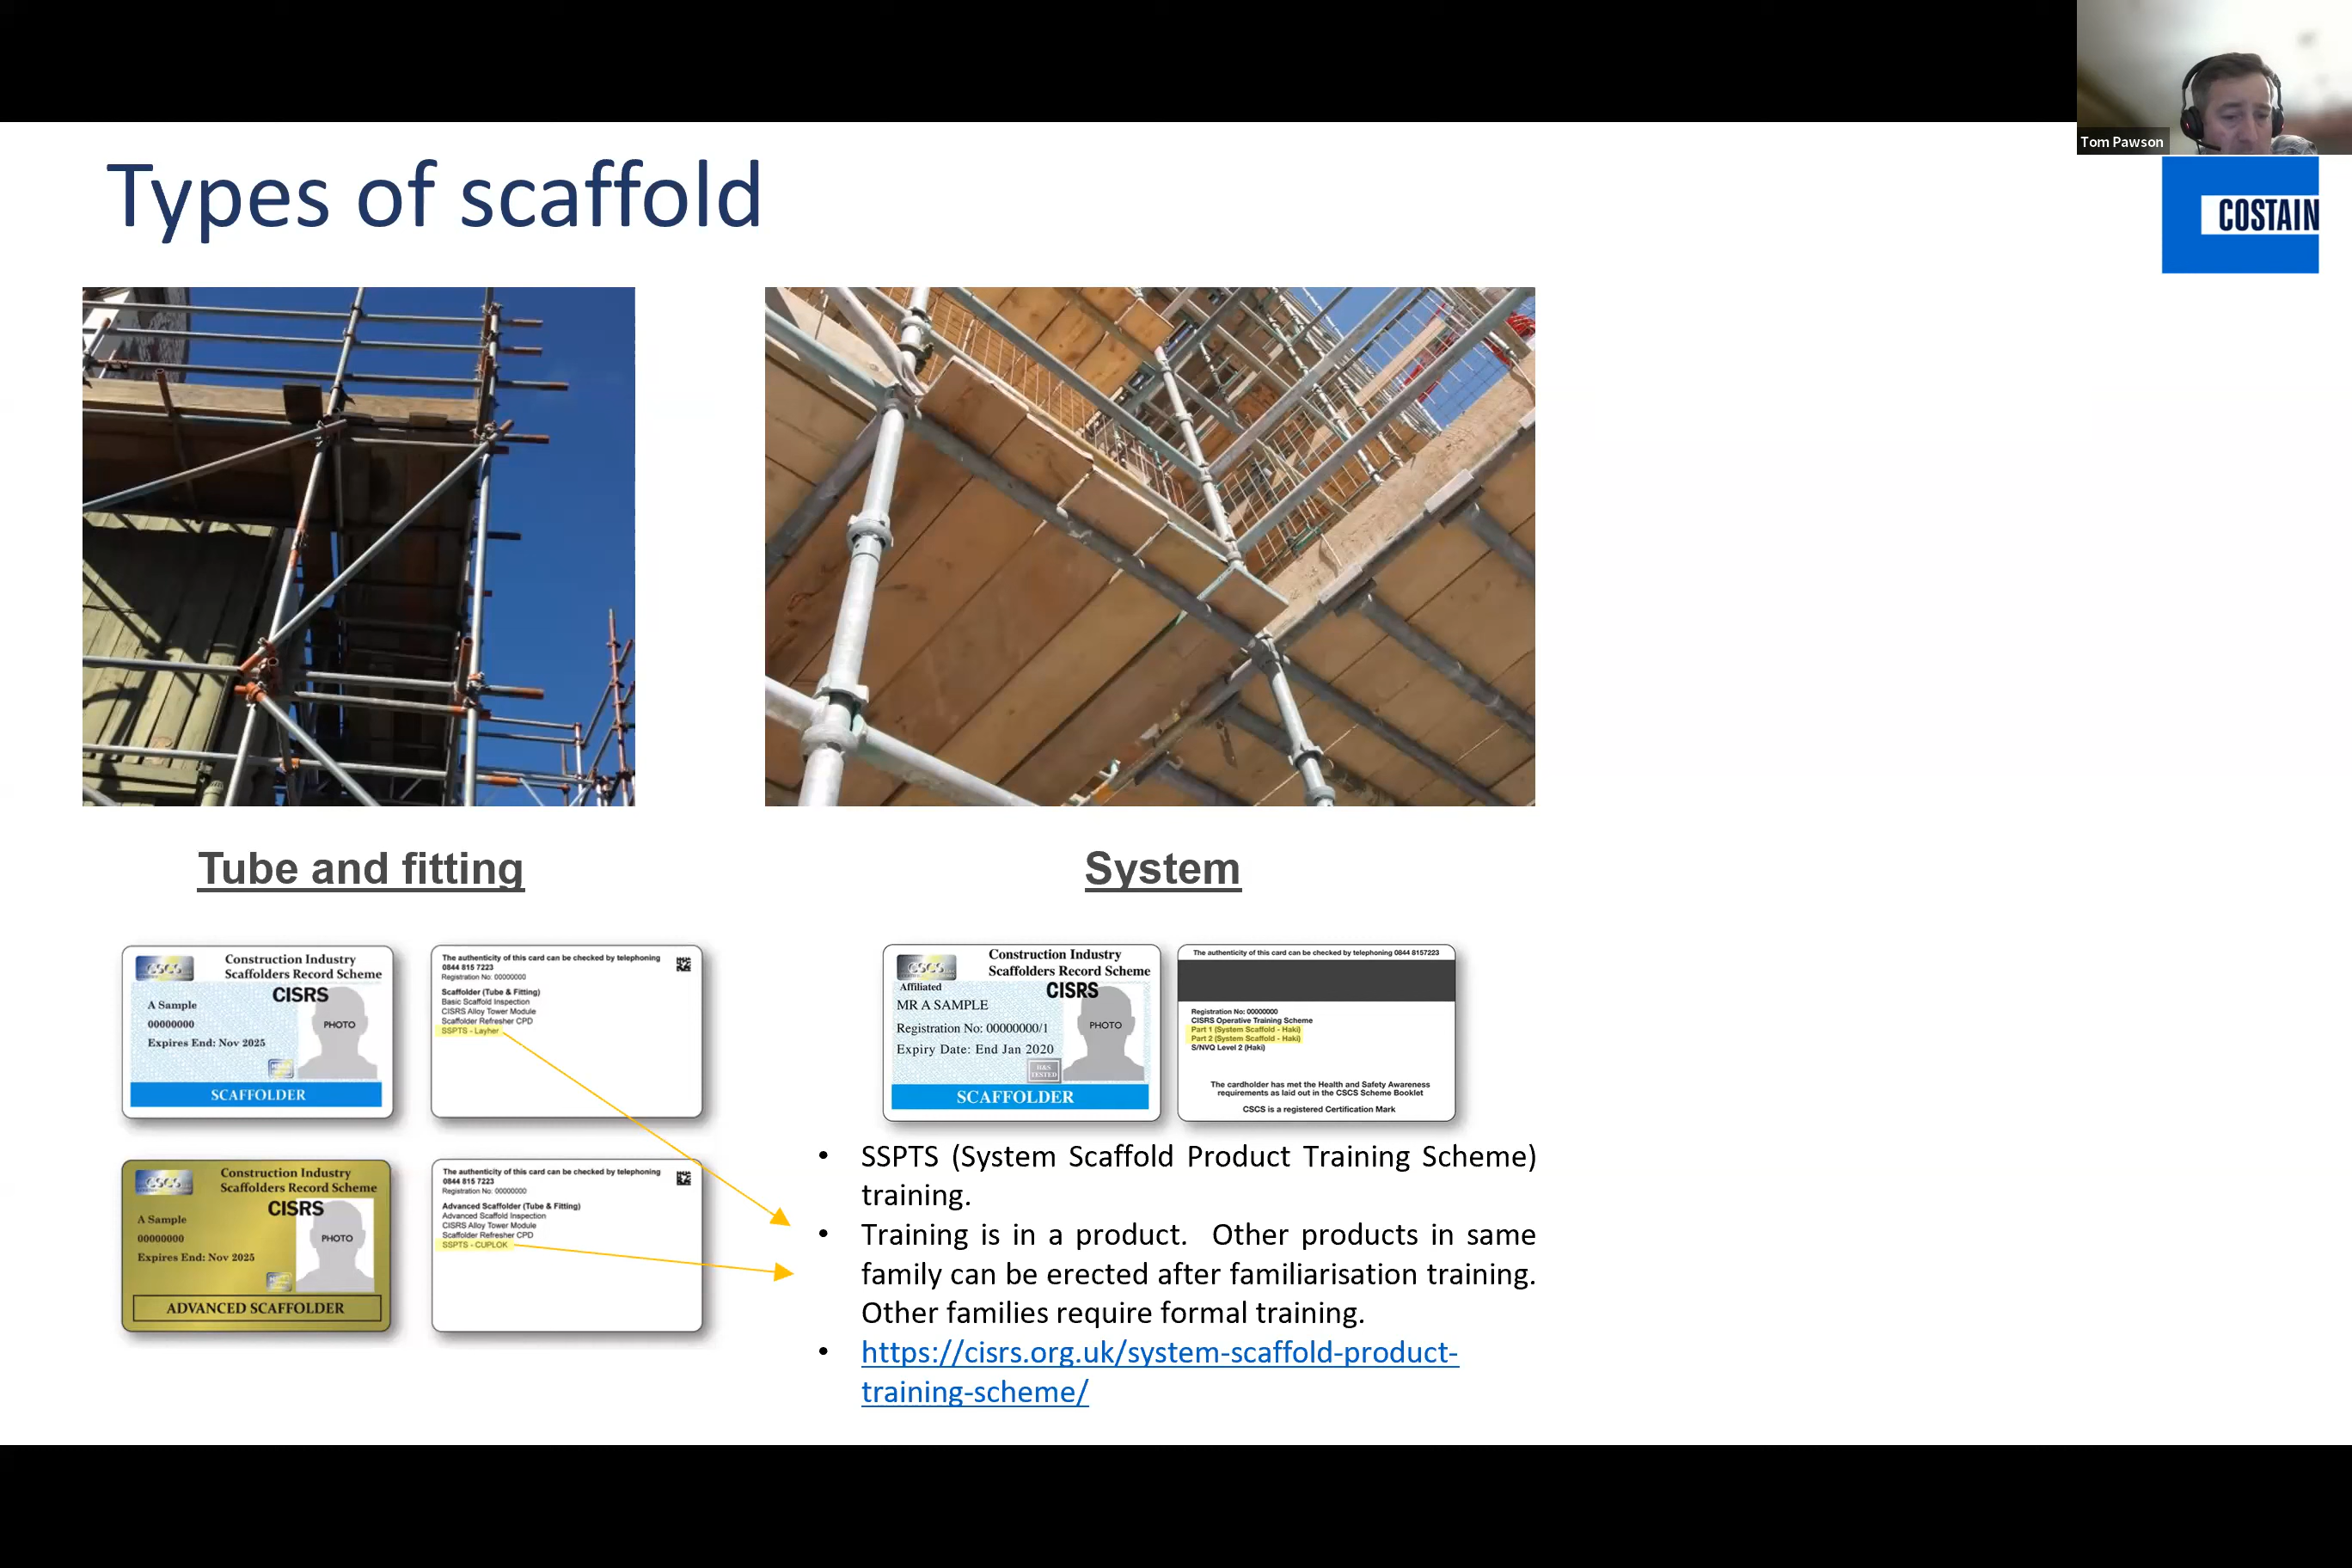 Tom Pawson
COSTAIN
Types of scaffold
Tube and fitting
System
CSCS
Construction Industry
Scaffolders Record Scheme
CISRS
A Sample
00000000
Expires End: Nov 2025
PHOTO
SCAFFOLDER
The authenticity of this card can be checked by telephoning
0844 815 7223
Registration No: 00000000
Scaffolder (Tube & Fitting)
Basic Scaffold Inspection
CISRS Alloy Tower Module
Scaffolder Refresher CPD
SSPTS - Layher
CSCS
Construction Industry
Scaffolders Record Scheme
CISRS
A Sample
00000000
Expires End: Nov 2025
PHOTO
ADVANCED SCAFFOLDER
The authenticity of this card can be checked by telephoning
0844 815 7223
Registration No: 00000000
Advanced Scaffolder (Tube & Fitting)
Advanced Scaffold Inspection
CISRS Alloy Tower Module
Scaffolder Refresher CPD
SSPTS - CUPLOK
CSCS
Construction Industry
Scaffolders Record Scheme
Affiliated
CISRS
MR A SAMPLE
Registration No: 00000000/1
Expiry Date: End Jan 2020
PHOTO
H&S
TESTED
SCAFFOLDER
The authenticity of this card can be checked by telephoning 0844 8157223
Registration No: 00000000
CISRS Operative Training Scheme
Part 1 (System Scaffold - Haki)
Part 2 (System Scaffold - Haki)
S/NVQ Level 2 (Haki)
The cardholder has met the Health and Safety Awareness
requirements as laid out in the CSCS Scheme Booklet
CSCS is a registered Certification Mark
• SSPTS (System Scaffold Product Training Scheme)
training.
• Training is in a product. Other products in same
family can be erected after familiarisation training.
Other families require formal training.
• https://cisrs.org.uk/system-scaffold-product-
training-scheme/